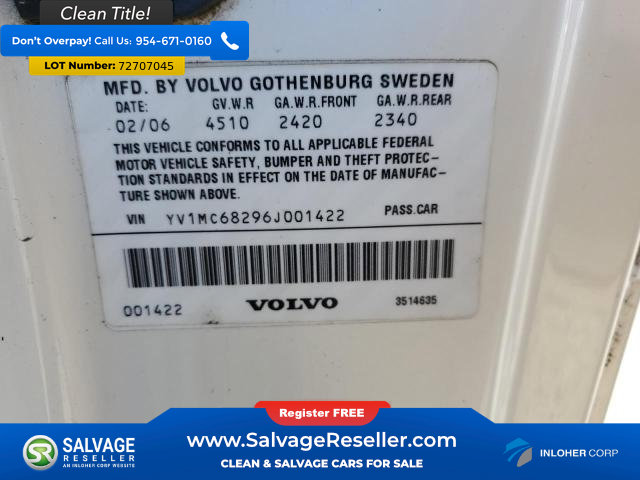 Clean Title!
Don't Overpay! Call Us: 954-671-0160
LOT Number: 72707045
MFD. BY VOLVO GOTHENBURG SWEDEN
DATE: GV.W.R GA.W.R.FRONT GA.W.R.REAR
02/06 4510 2420 2340
THIS VEHICLE CONFORMS TO ALL APPLICABLE FEDERAL
MOTOR VEHICLE SAFETY, BUMPER AND THEFT PROTEC-
TION STANDARDS IN EFFECT ON THE DATE OF MANUFAC-
TURE SHOWN ABOVE.
VIN YV1MC68296J001422 PASS.CAR
001422 VOLVO 3514635
Register FREE
SR SALVAGE RESELLER
AN INLOHER CORP WEBSITE
www.SalvageReseller.com
CLEAN & SALVAGE CARS FOR SALE
INLOHER CORP